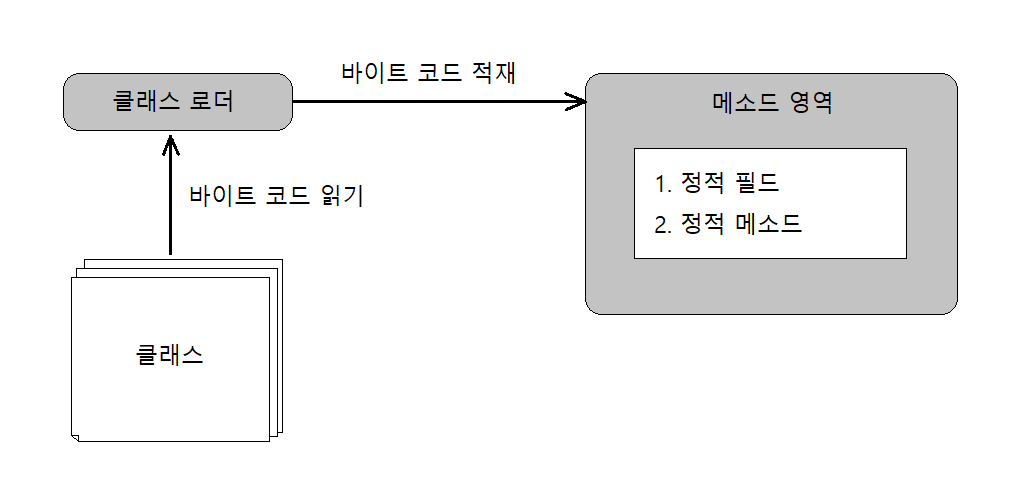 바이트 코드 적재
클래스 로더
메소드 영역
1. 정적 필드
2. 정적 메소드
바이트 코드 읽기
클래스